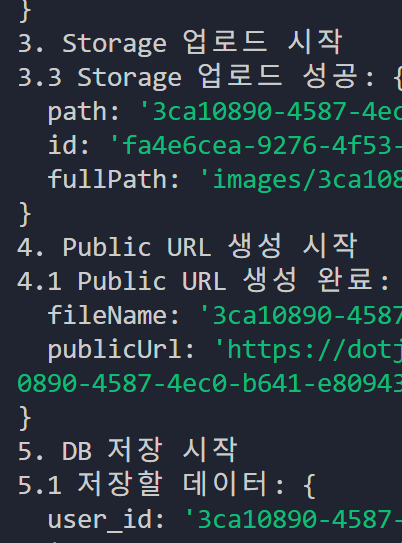 }
3. Storage 업로드 시작
3.3 Storage 업로드 성공: {
path: '3ca10890-4587-4ec
id: 'fa4e6cea-9276-4f53-
fullPath: 'images/3ca108
}
4. Public URL 생성 시작
4.1 Public URL 생성 완료:
fileName: '3ca10890-4587
publicUrl: 'https://dotj
0890-4587-4ec0-b641-e80943
}
5. DB 저장 시작
5.1 저장할 데이터: {
user_id: '3ca10890-4587-